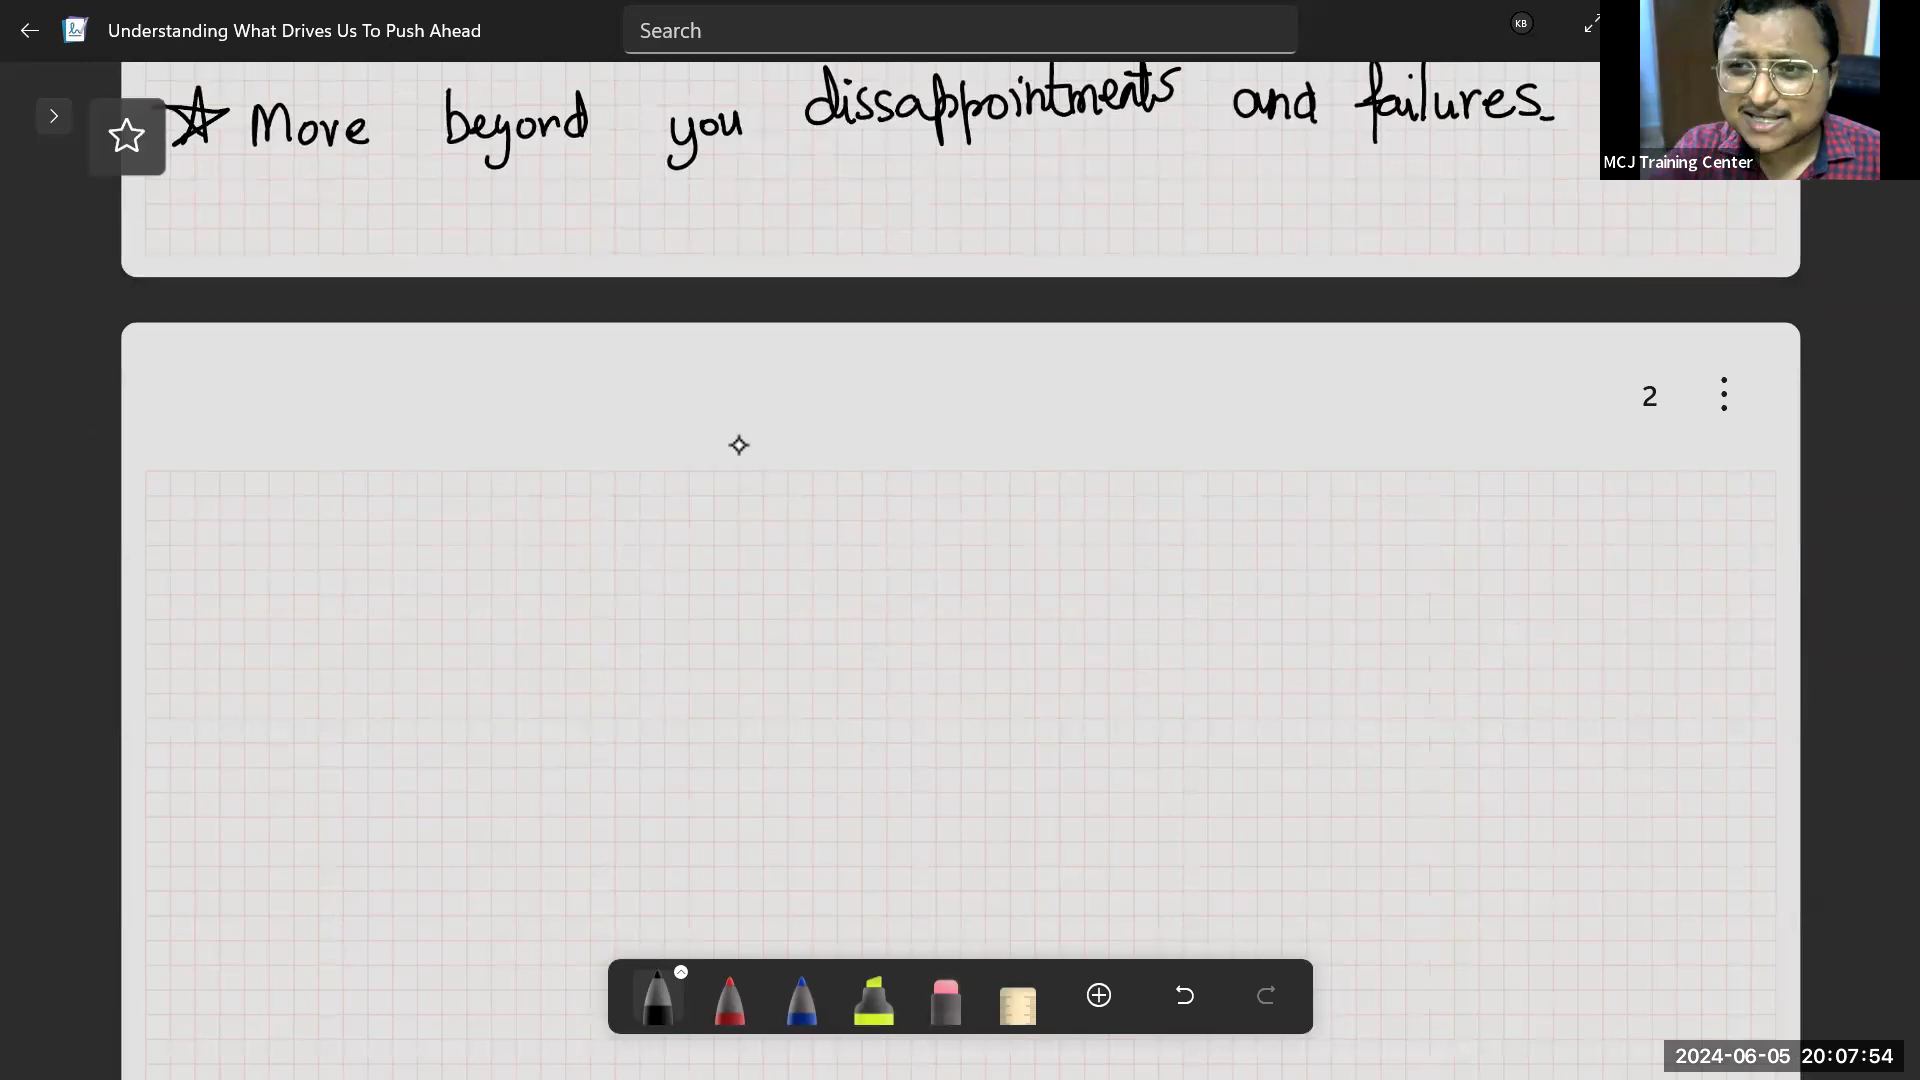 Understanding What Drives Us To Push Ahead
Search
KB
Move beyond you dissappointments and failures
MCJ Training Center
2
2024-06-05 20:07:54